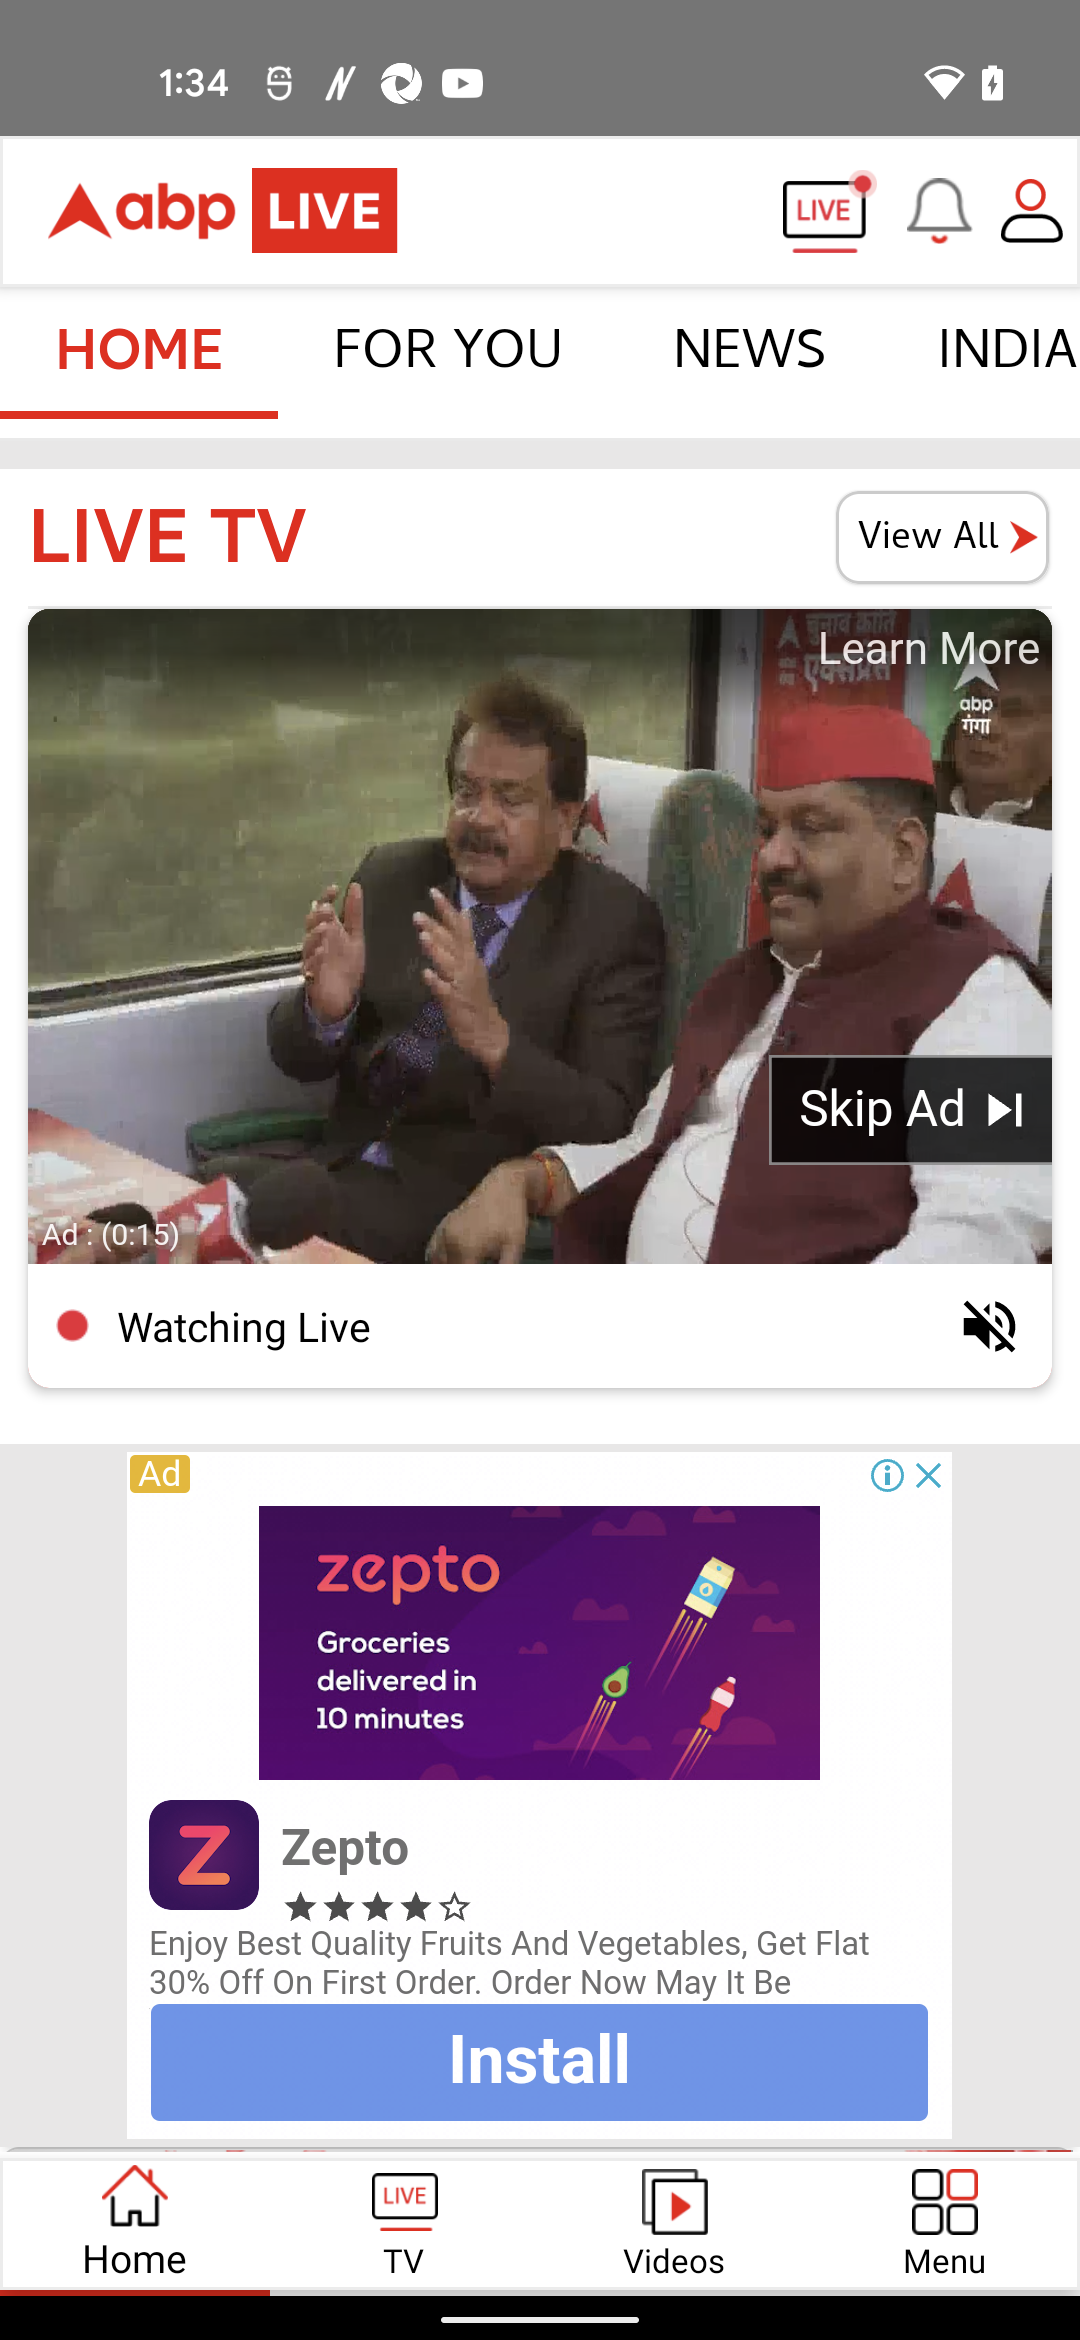 1:34
abp LIVE
LIVE
HOME FOR YOU NEWS INDIA
LIVE TV
View All
Learn More
चुनाव क्रांति
एक्सप्रेस
abp
गंगा
Skip Ad
Ad : (0:15)
Watching Live
Ad
zepto
Groceries
delivered in
10 minutes
Z
Zepto
Enjoy Best Quality Fruits And Vegetables, Get Flat
30% Off On First Order. Order Now May It Be
Install
LIVE
Home TV Videos Menu